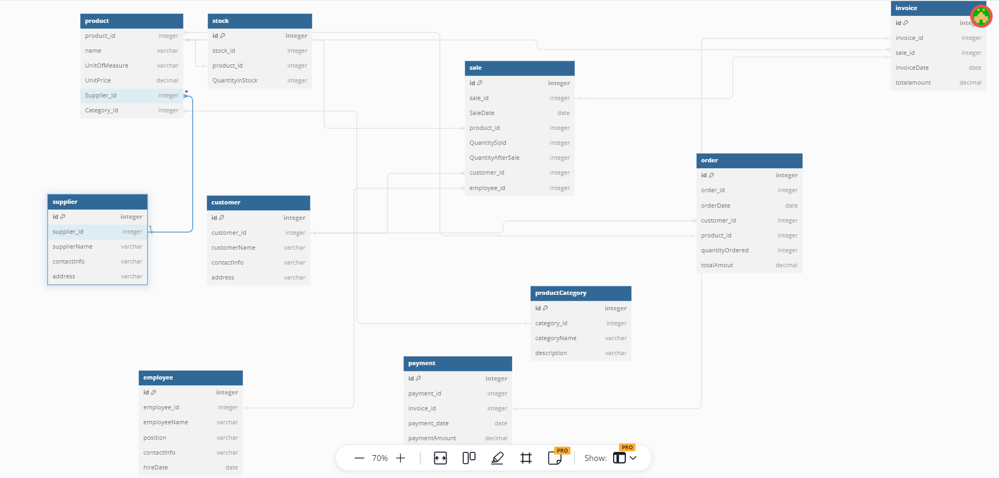 product
product_id integer
name varchar
UnitOfMeasure varchar
UnitPrice decimal
Supplier_id integer
Category_id integer
*
stock
id integer
stock_id integer
product_id integer
QuantityinStock integer
sale
id integer
sale_id integer
SaleDate date
product_id integer
QuantitySold integer
QuantityAfterSale integer
customer_id integer
employee_id integer
invoice
id
invoice_id integer
sale_id integer
invoiceDate date
totalamount decimal
order
id integer
order_id integer
orderDate date
customer_id integer
product_id integer
quantityOrdered integer
totalAmout decimal
supplier
id integer
supplier_id integer
supplierName varchar
contactInfo varchar
address varchar
1
customer
id integer
customer_id integer
customerName varchar
contactInfo varchar
address varchar
productCategory
id integer
category_id integer
categoryName varchar
description varchar
payment
id integer
payment_id integer
invoice_id integer
payment_date date
paymentAmount decimal
employee
id integer
employee_id integer
employeeName varchar
position varchar
contactInfo varchar
hireDate date
70%
PRO
Show:
PRO